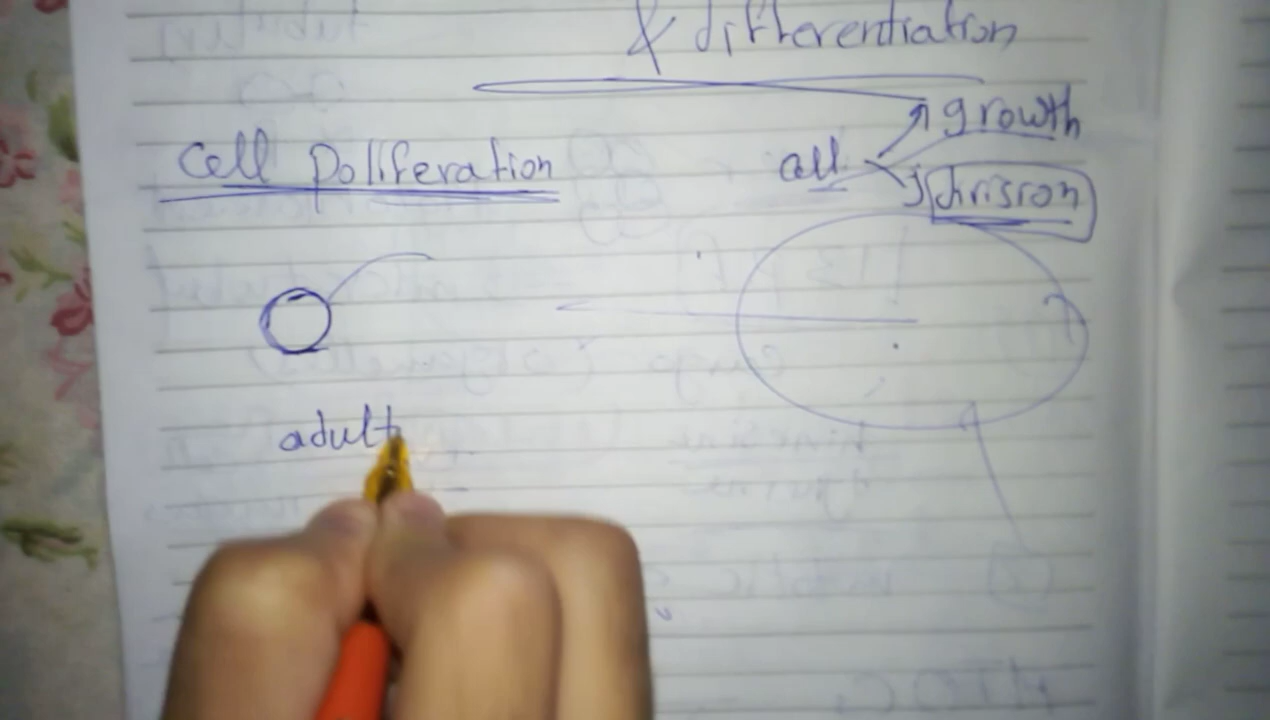 & differentiation
growth
Cell Polliferation
cell
division
adult